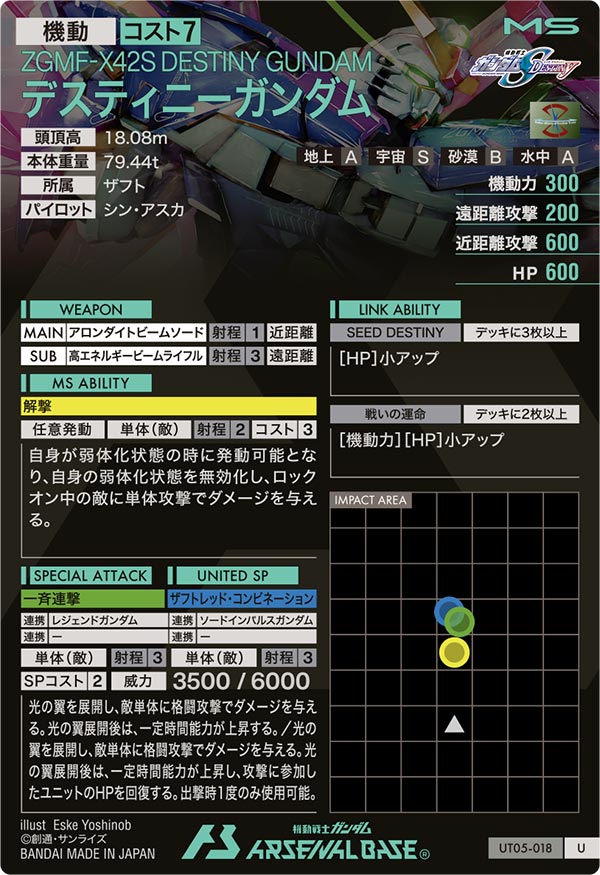 機動 コスト7
MS
ZGMF-X42S DESTINY GUNDAM
デスティニーガンダム
機動戦士ガンダム SEED DESTINY
頭頂高 18.08m
本体重量 79.44t
所属 ザフト
パイロット シン・アスカ
地上 A 宇宙 S 砂漠 B 水中 A
機動力 300
遠距離攻撃 200
近距離攻撃 600
HP 600
WEAPON
MAIN アロンダイトビームソード 射程 1 近距離
SUB 高エネルギービームライフル 射程 3 遠距離
MS ABILITY
解撃
任意発動 単体(敵) 射程 2 コスト 3
自身が弱体化状態の時に発動可能とな
り、自身の弱体化状態を無効化し、ロック
オン中の敵に単体攻撃でダメージを与え
る。
LINK ABILITY
SEED DESTINY デッキに3枚以上
[HP]小アップ
戦いの運命 デッキに2枚以上
[機動力][HP]小アップ
IMPACT AREA
SPECIAL ATTACK UNITED SP
一斉連撃 ザフトレッド・コンビネーション
連携 レジェンドガンダム 連携 ソードインパルスガンダム
連携 ー 連携 ー
単体(敵) 射程 3 単体(敵) 射程 3
SPコスト 2 威力 3500 / 6000
光の翼を展開し、敵単体に格闘攻撃でダメージを与え
る。光の翼展開後は、一定時間能力が上昇する。/光の
翼を展開し、敵単体に格闘攻撃でダメージを与える。光
の翼展開後は、一定時間能力が上昇し、攻撃に参加し
たユニットのHPを回復する。出撃時1度のみ使用可能。
illust Eske Yoshinob
©創通・サンライズ
BANDAI MADE IN JAPAN
機動戦士ガンダム
ARSENAL BASE®
UT05-018 U